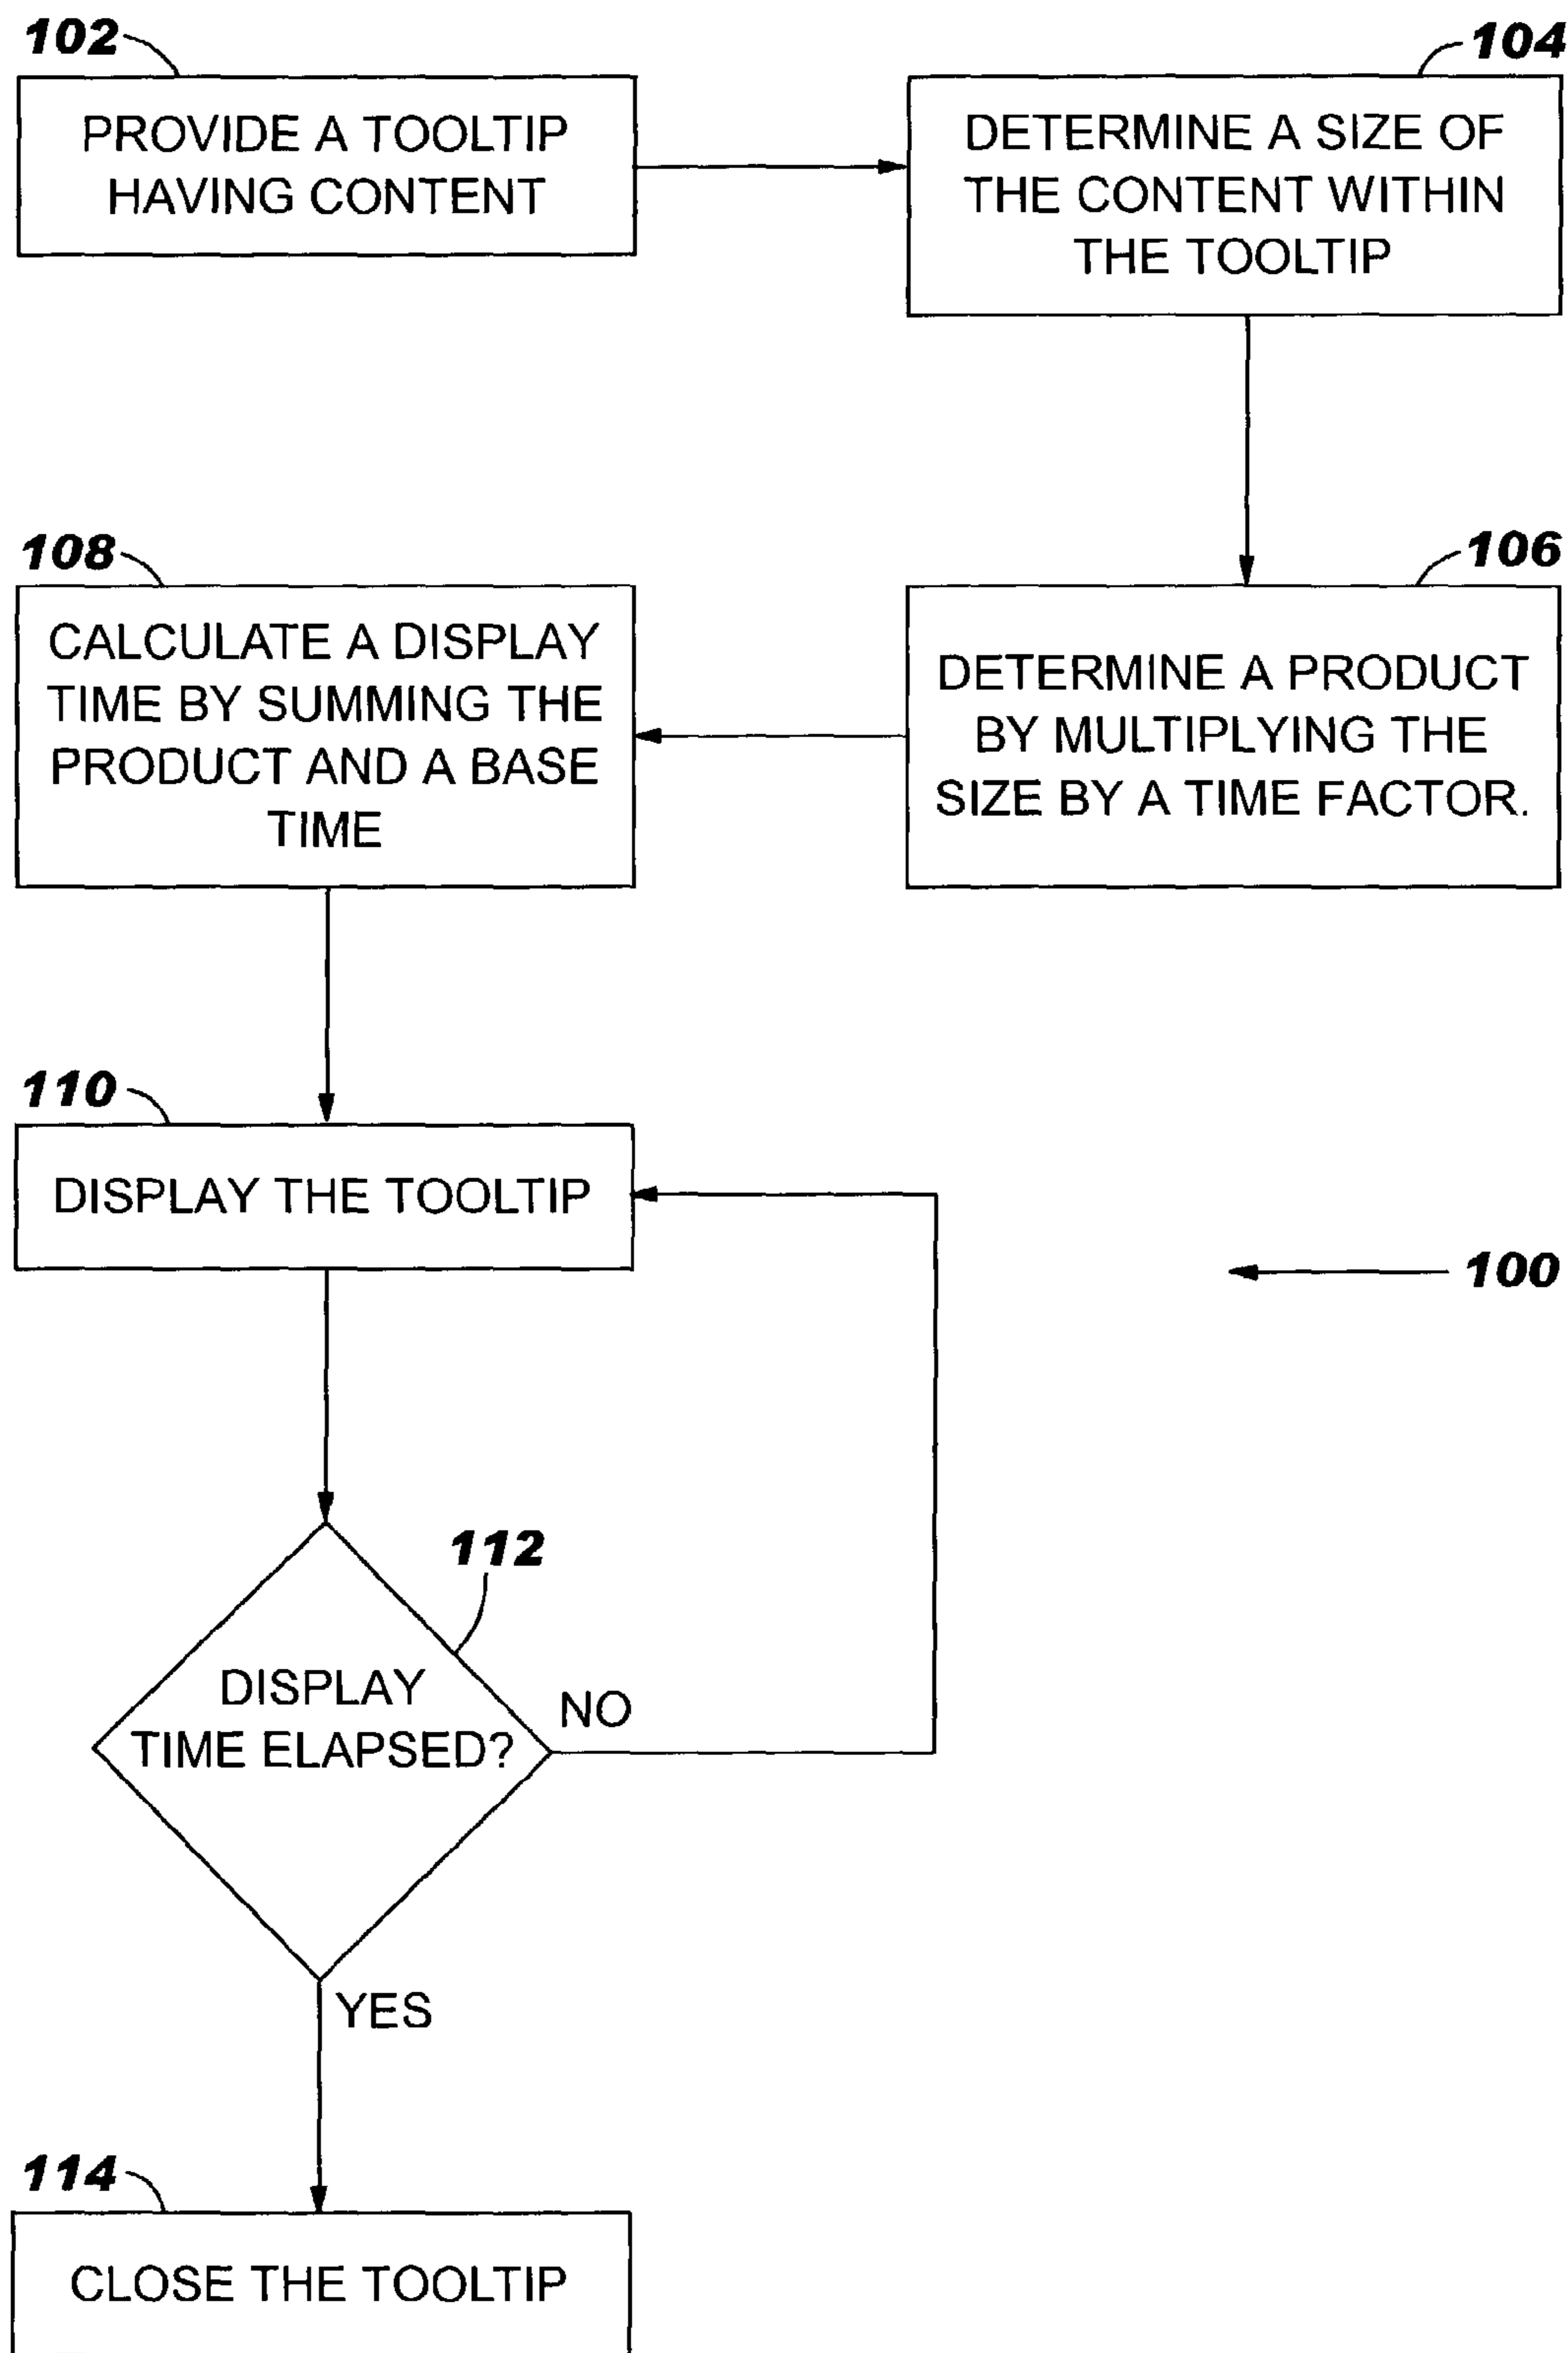 102
PROVIDE A TOOLTIP
HAVING CONTENT
104
DETERMINE A SIZE OF
THE CONTENT WITHIN
THE TOOLTIP
106
DETERMINE A PRODUCT
BY MULTIPLYING THE
SIZE BY A TIME FACTOR.
108
CALCULATE A DISPLAY
TIME BY SUMMING THE
PRODUCT AND A BASE
TIME
110
DISPLAY THE TOOLTIP
100
112
DISPLAY
TIME ELAPSED?
NO
YES
114
CLOSE THE TOOLTIP